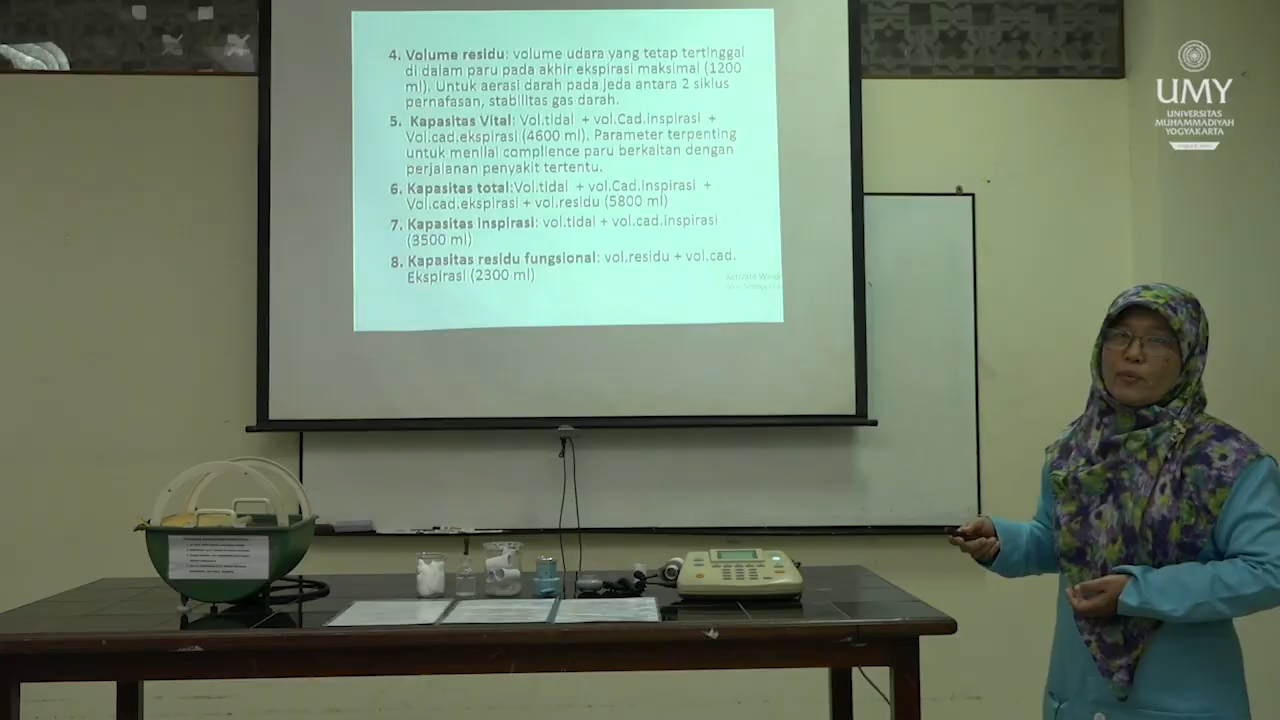 4. Volume residu: volume udara yang tetap tertinggal
di dalam paru pada akhir ekspirasi maksimal (1200
ml). Untuk aerasi darah pada jeda antara 2 siklus
pernafasan, stabilitas gas darah.
5. Kapasitas Vital: Vol.tidal + vol.Cad.inspirasi +
Vol.cad.ekspirasi (4600 ml). Parameter terpenting
untuk menilai complience paru berkaitan dengan
perjalanan penyakit tertentu.
6. Kapasitas total:Vol.tidal + vol.Cad.inspirasi +
Vol.cad.ekspirasi + vol.residu (5800 ml)
7. Kapasitas inspirasi: vol.tidal + vol.cad.inspirasi
(3500 ml)
8. Kapasitas residu fungsional: vol.residu + vol.cad.
Ekspirasi (2300 ml)
UMY
UNIVERSITAS
MUHAMMADIYAH
YOGYAKARTA